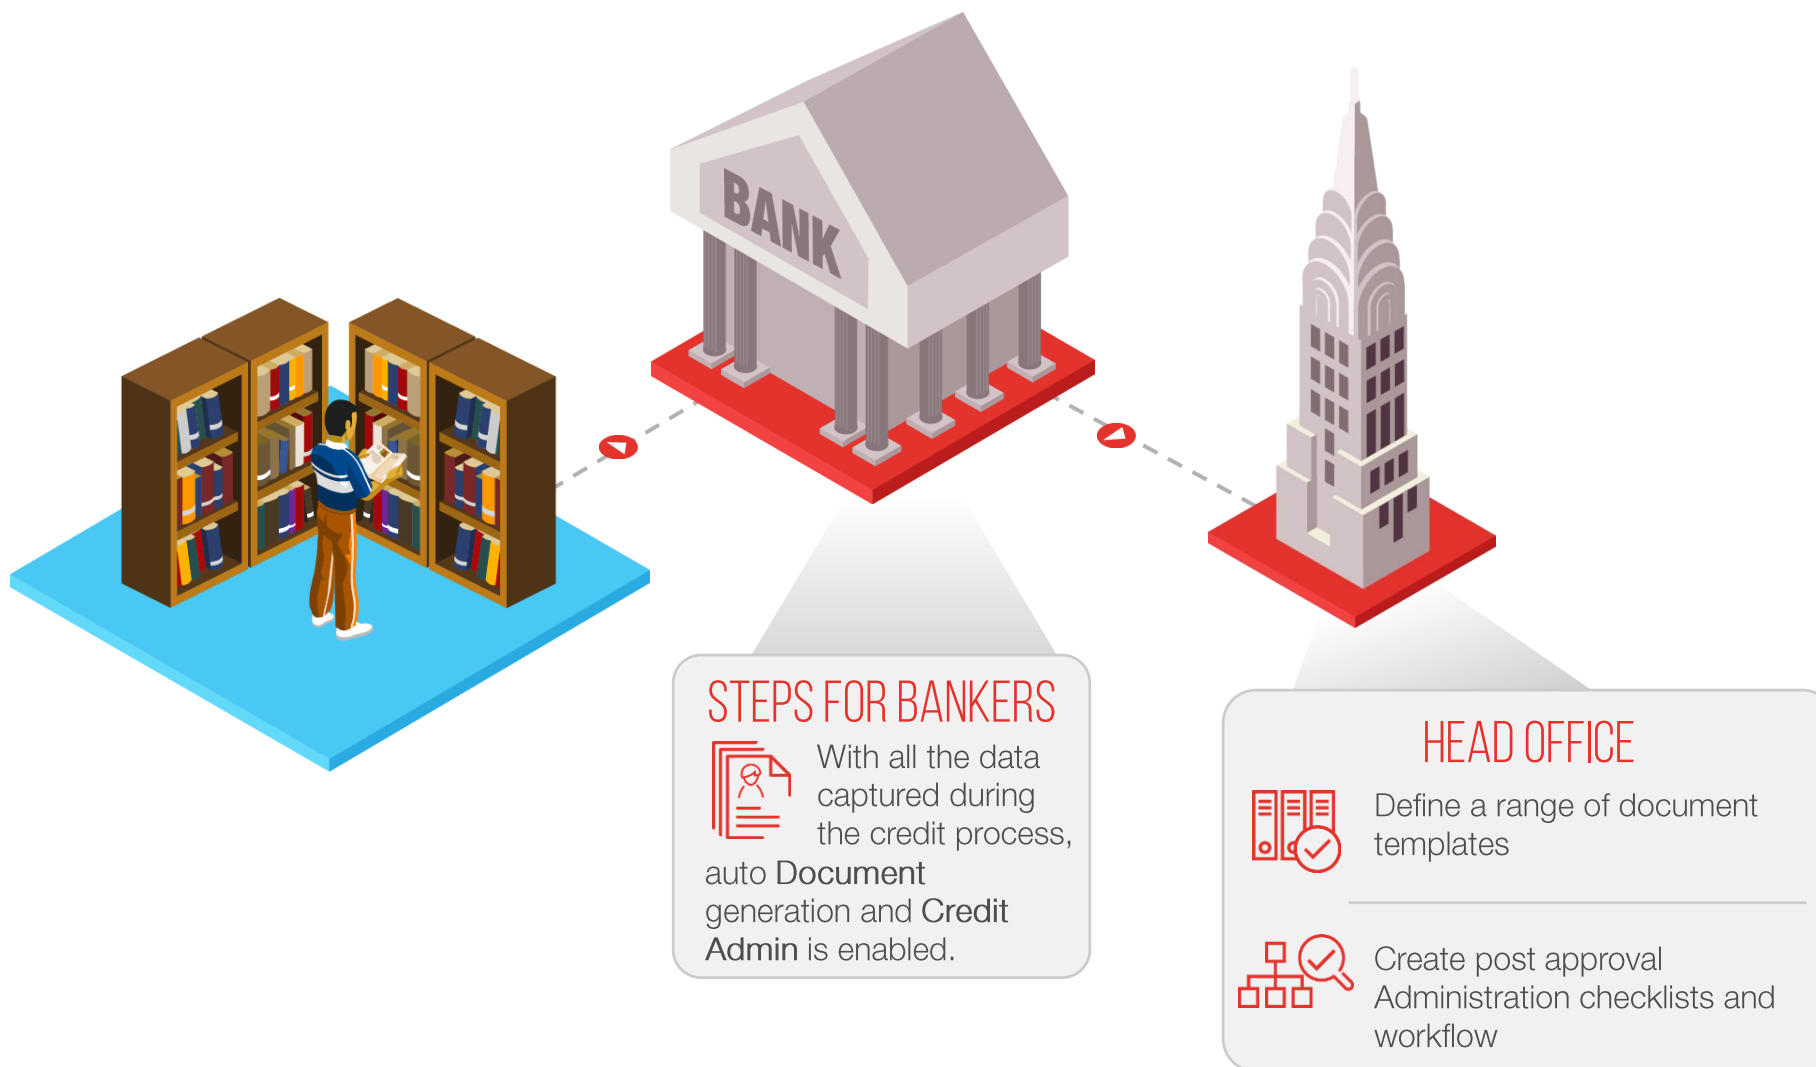 BANK
STEPS FOR BANKERS
With all the data
captured during
the credit process,
auto Document
generation and Credit
Admin is enabled.
HEAD OFFICE
Define a range of document
templates
Create post approval
Administration checklists and
workflow